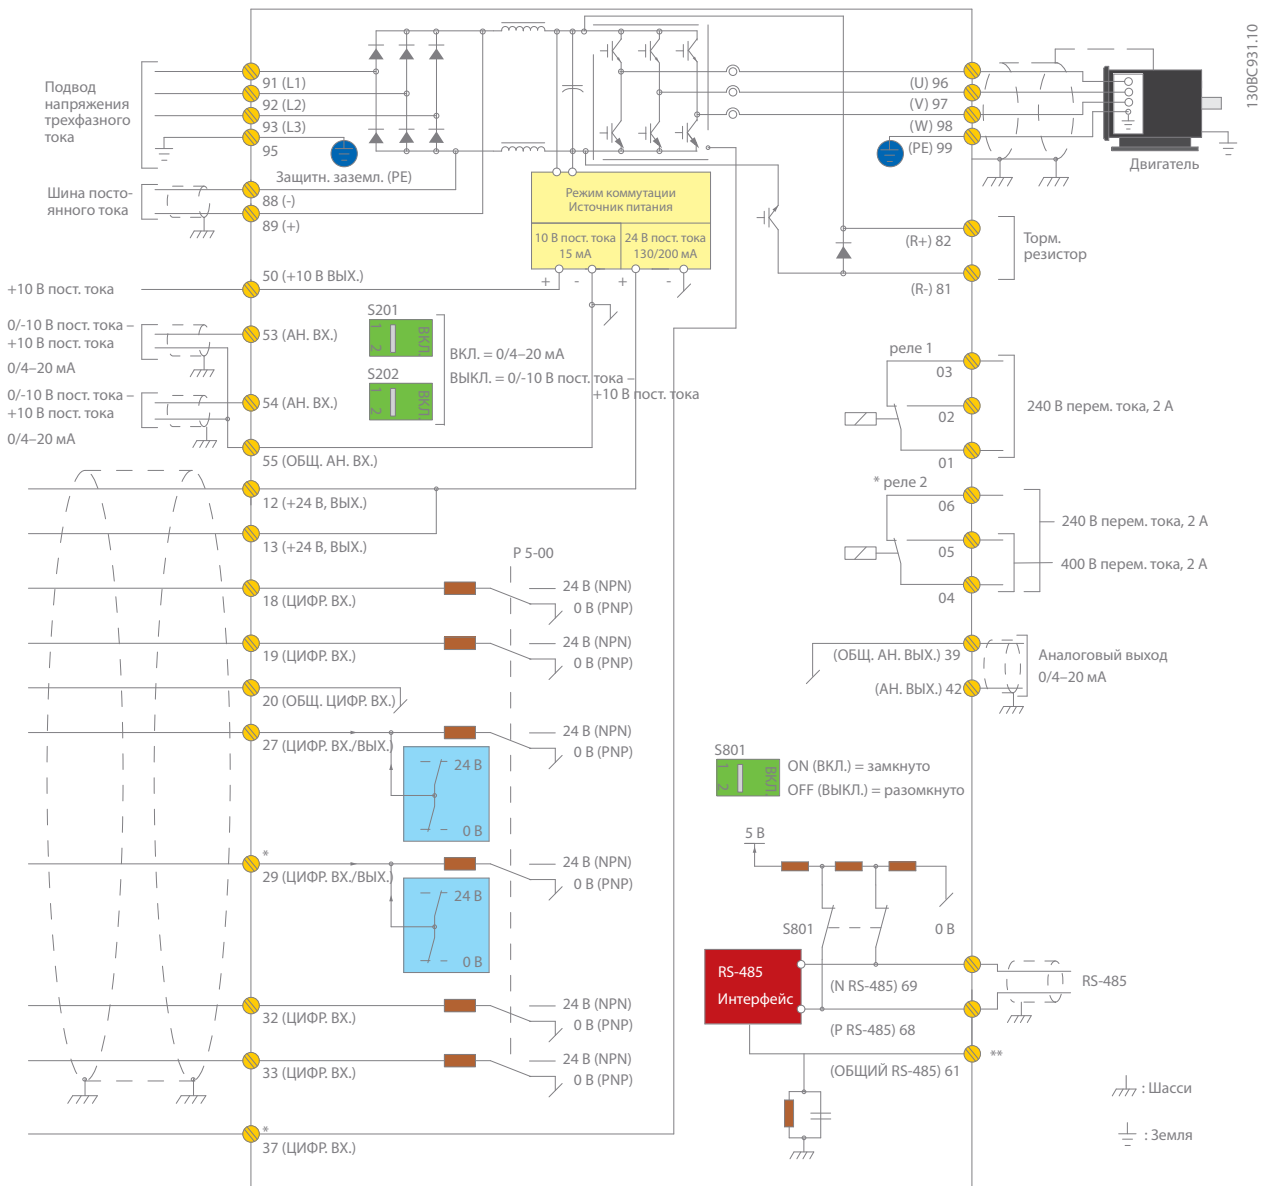 130BC931.10
Подвод
напряжения
трехфазного
тока
91 (L1)
92 (L2)
93 (L3)
95
Защитн. заземл. (PE)
Шина посто-
янного тока
88 (-)
89 (+)
50 (+10 В ВЫХ.)
+10 В пост. тока
0/-10 В пост. тока –
+10 В пост. тока
0/4–20 мА
53 (АН. ВХ.)
0/-10 В пост. тока –
+10 В пост. тока
0/4–20 мА
54 (АН. ВХ.)
55 (ОБЩ. АН. ВХ.)
12 (+24 В, ВЫХ.)
13 (+24 В, ВЫХ.)
18 (ЦИФР. ВХ.)
19 (ЦИФР. ВХ.)
20 (ОБЩ. ЦИФР. ВХ.)
27 (ЦИФР. ВХ./ВЫХ.)
24 В
0 В
*
29 (ЦИФР. ВХ./ВЫХ.)
24 В
0 В
32 (ЦИФР. ВХ.)
33 (ЦИФР. ВХ.)
*
37 (ЦИФР. ВХ.)
Режим коммутации
Источник питания
10 В пост. тока
15 мА
24 В пост. тока
130/200 мА
+ - + -
S201
1 2
ВКЛ.
S202
1 2
ВКЛ.
ВКЛ. = 0/4–20 мА
ВЫКЛ. = 0/-10 В пост. тока –
+10 В пост. тока
P 5-00
24 В (NPN)
0 В (PNP)
24 В (NPN)
0 В (PNP)
24 В (NPN)
0 В (PNP)
24 В (NPN)
0 В (PNP)
24 В (NPN)
0 В (PNP)
24 В (NPN)
0 В (PNP)
(U) 96
(V) 97
(W) 98
(PE) 99
Двигатель
(R+) 82
(R-) 81
Торм.
резистор
реле 1
03
02
01
240 В перем. тока, 2 А
* реле 2
06
05
04
240 В перем. тока, 2 А
400 В перем. тока, 2 А
(ОБЩ. АН. ВЫХ.) 39
(АН. ВЫХ.) 42
Аналоговый выход
0/4–20 мА
S801
1 2
ВКЛ.
ON (ВКЛ.) = замкнуто
OFF (ВЫКЛ.) = разомкнуто
5 В
S801
0 В
RS-485
Интерфейс
(N RS-485) 69
(P RS-485) 68
(ОБЩИЙ RS-485) 61
**
RS-485
: Шасси
: Земля